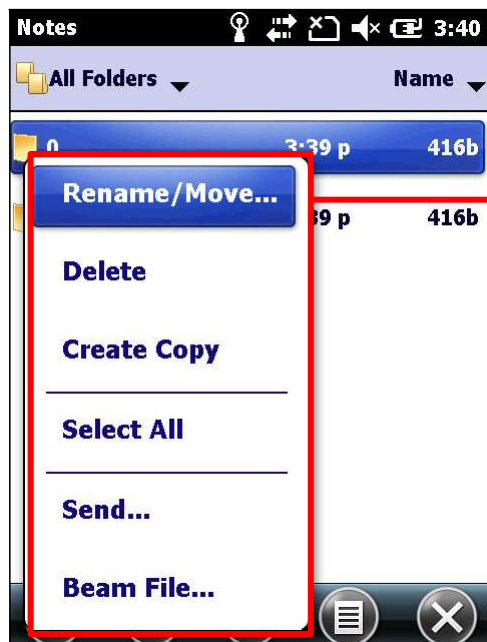 Notes 3:40
All Folders Name
0 3:39 p 416b
Rename/Move...
39 p 416b
Delete
Create Copy
Select All
Send...
Beam File...